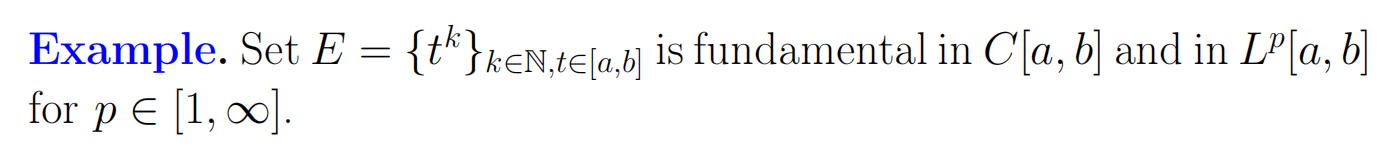 Example. Set E = {t^k}_{k∈ℕ,t∈[a,b]} is fundamental in C[a, b] and in L^p[a, b]
for p ∈ [1, ∞].